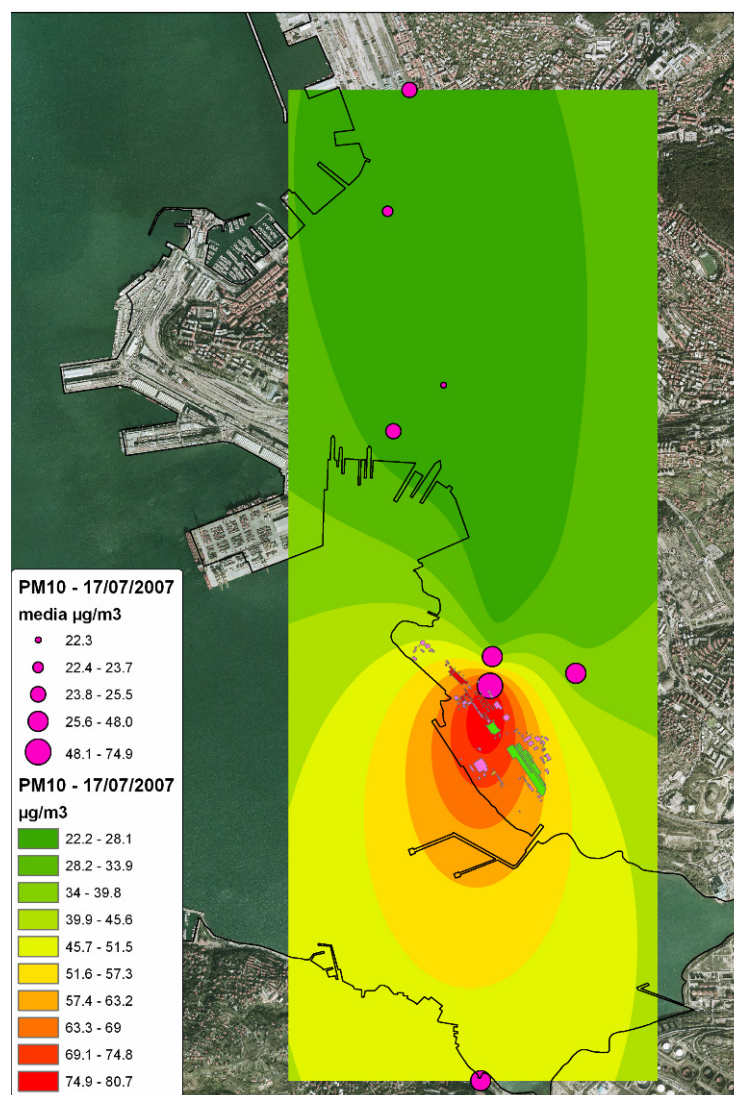 PM10 - 17/07/2007
media µg/m3
22.3
22.4 - 23.7
23.8 - 25.5
25.6 - 48.0
48.1 - 74.9
PM10 - 17/07/2007
µg/m3
22.2 - 28.1
28.2 - 33.9
34 - 39.8
39.9 - 45.6
45.7 - 51.5
51.6 - 57.3
57.4 - 63.2
63.3 - 69
69.1 - 74.8
74.9 - 80.7